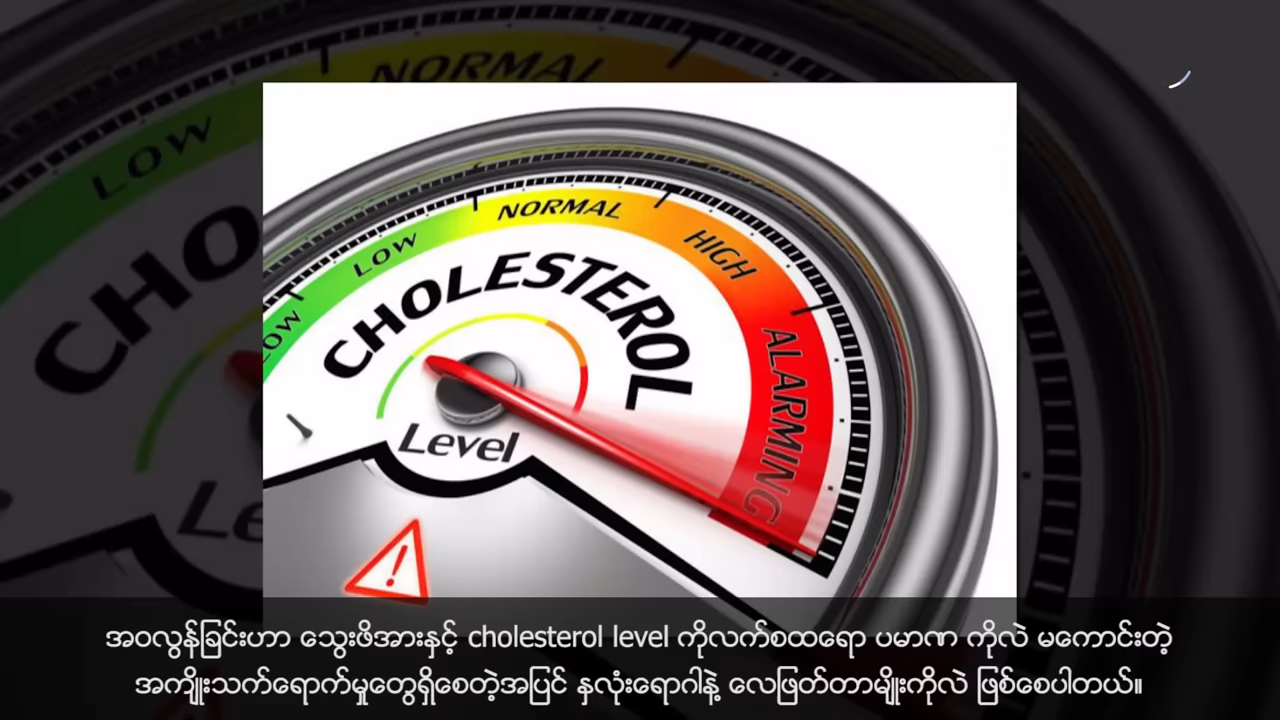 NORMAL
LOW
CHO
NORMAL
LOW
HIGH
CHOLESTEROL
ALARMING
Level
အဝလွန်ခြင်းဟာ သွေးဖိအားနှင့် cholesterol level ကိုလက်စထရော ပမာဏ ကိုလဲ မကောင်းတဲ့
အကျိုးသက်ရောက်မှုတွေရှိစေတဲ့အပြင် နှလုံးရောဂါနဲ့ လေဖြတ်တာမျိုးကိုလဲ ဖြစ်စေပါတယ်။